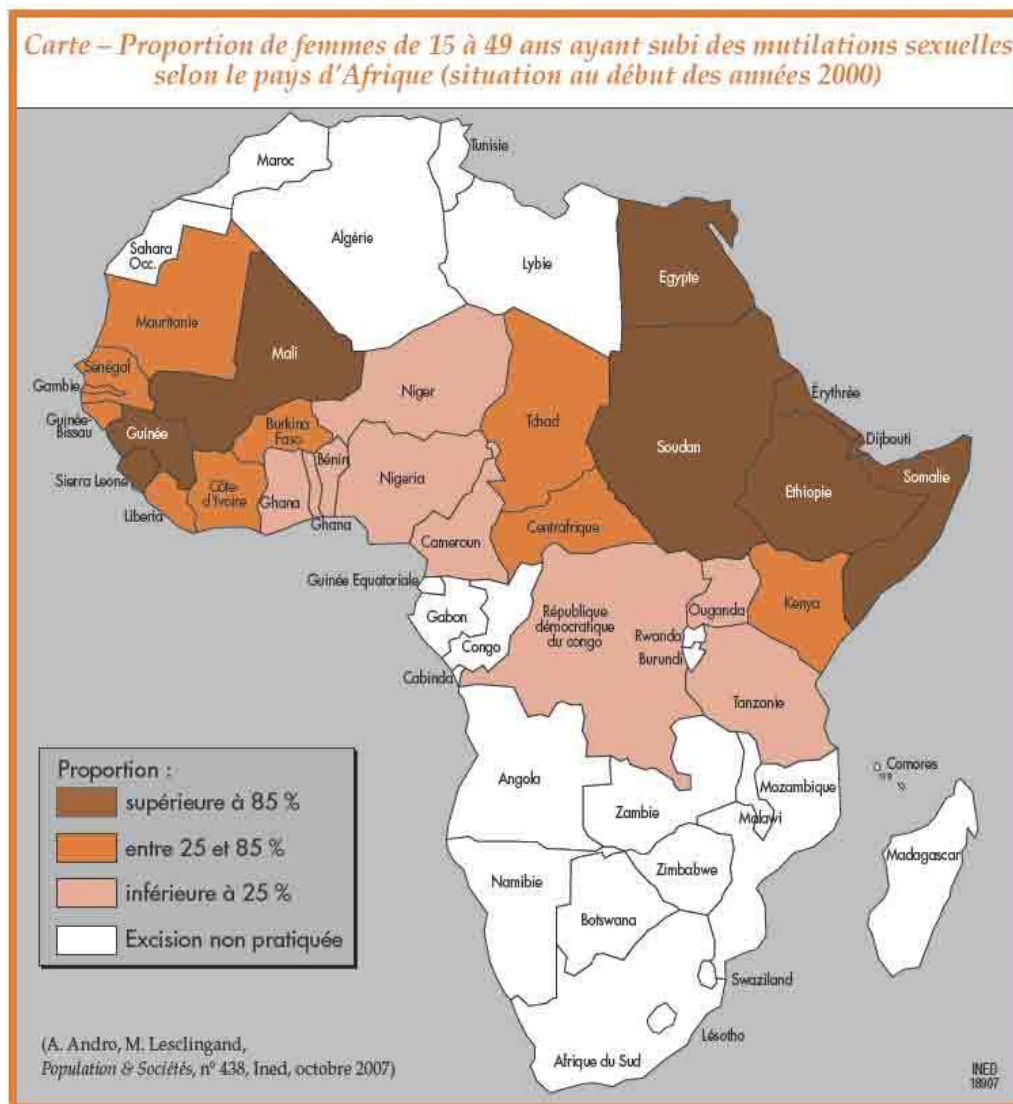 Carte – Proportion de femmes de 15 à 49 ans ayant subi des mutilations sexuelles
selon le pays d'Afrique (situation au début des années 2000)
Tunisie
Maroc
Algérie
Sahara
Occ.
Lybie
Egypte
Mauritanie
Mali
Niger
Sénégal
Gambie
Tchad
Érythrée
Guinée-
Bissau
Burkina
Faso
Soudan
Djibouti
Guinée
Bénin
Nigeria
Somalie
Sierra Leone
Côte
d'Ivoire
Ghana
Ethiopie
Liberia
Ghana
Centrafrique
Cameroun
Guinée Equatoriale
Ouganda
Kenya
Gabon
République
démocratique
du congo
Congo
Rwanda
Burundi
Cabinda
Tanzanie
Comores
Angola
Mozambique
Zambie
Malawi
Madagascar
Zimbabwe
Namibie
Botswana
Swaziland
Lésotho
Afrique du Sud
Proportion :
supérieure à 85 %
entre 25 et 85 %
inférieure à 25 %
Excision non pratiquée
(A. Andro, M. Lesclingand,
Population & Sociétés, n° 438, Ined, octobre 2007)
INED
18907